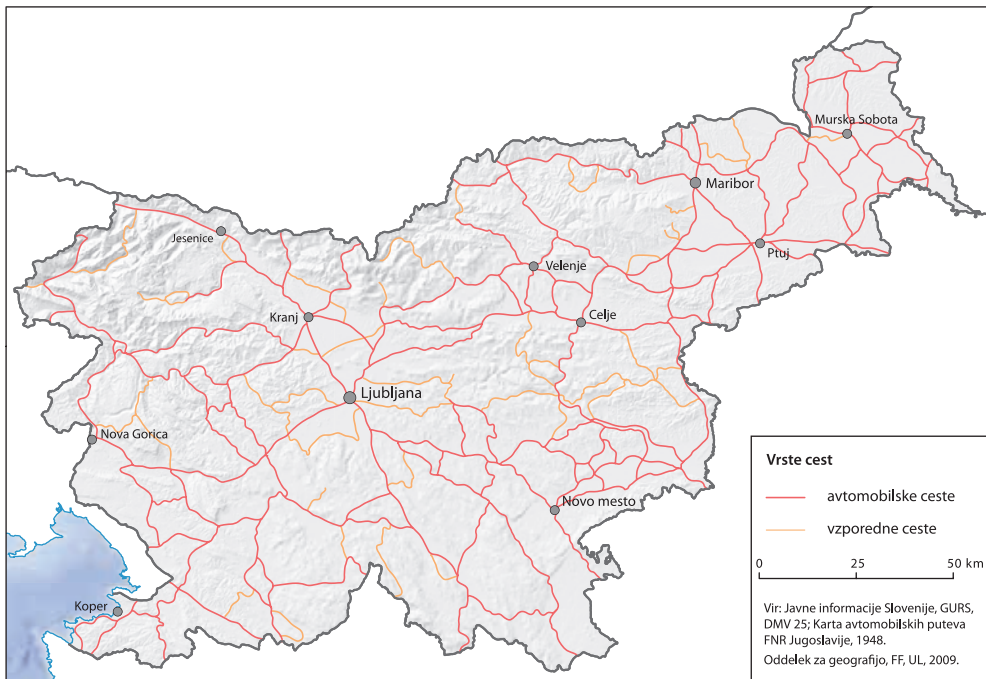 Murska Sobota
Maribor
Jesenice
Ptuj
Velenje
Kranj
Celje
Ljubljana
Nova Gorica
Novo mesto
Koper
Vrste cest
avtomobilske ceste
vzporedne ceste
0 25 50 km
Vir: Javne informacije Slovenije, GURS,
DMV 25; Karta avtomobilskih puteva
FNR Jugoslavije, 1948.
Oddelek za geografijo, FF, UL, 2009.